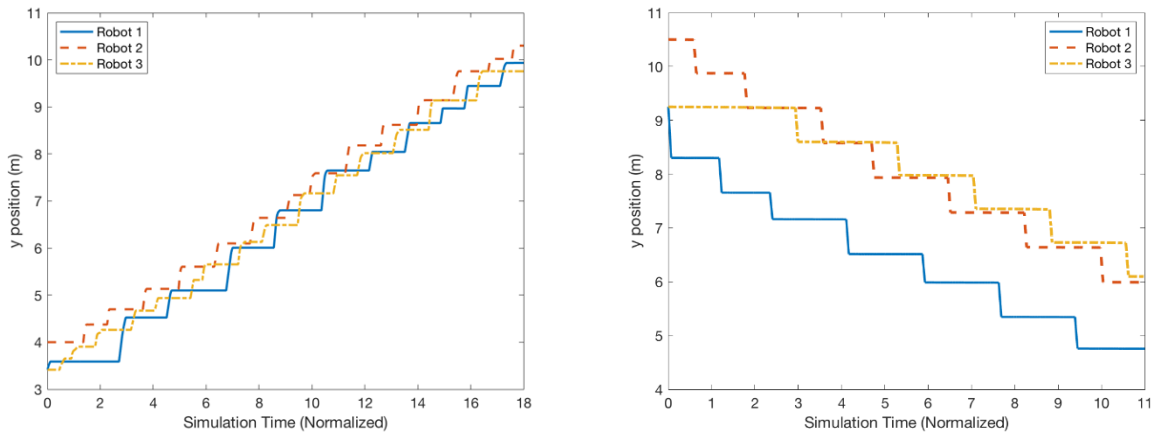 11
10
9
8
7
6
5
4
3
y position (m)
0 2 4 6 8 10 12 14 16 18
Simulation Time (Normalized)
Robot 1
Robot 2
Robot 3
11
10
9
8
7
6
5
4
y position (m)
0 1 2 3 4 5 6 7 8 9 10 11
Simulation Time (Normalized)
Robot 1
Robot 2
Robot 3